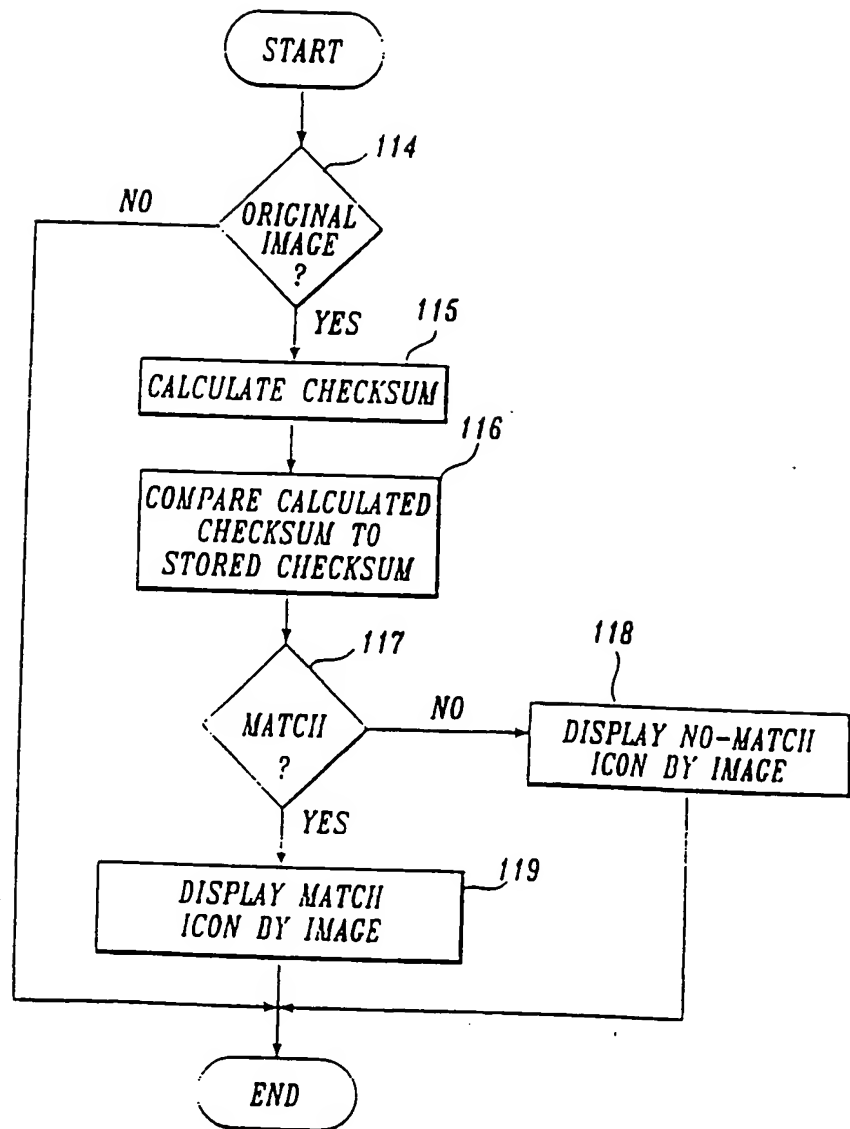 START
114
NO
ORIGINAL
IMAGE
?
YES
115
CALCULATE CHECKSUM
116
COMPARE CALCULATED
CHECKSUM TO
STORED CHECKSUM
117
118
MATCH
?
NO
DISPLAY NO-MATCH
ICON BY IMAGE
YES
119
DISPLAY MATCH
ICON BY IMAGE
END